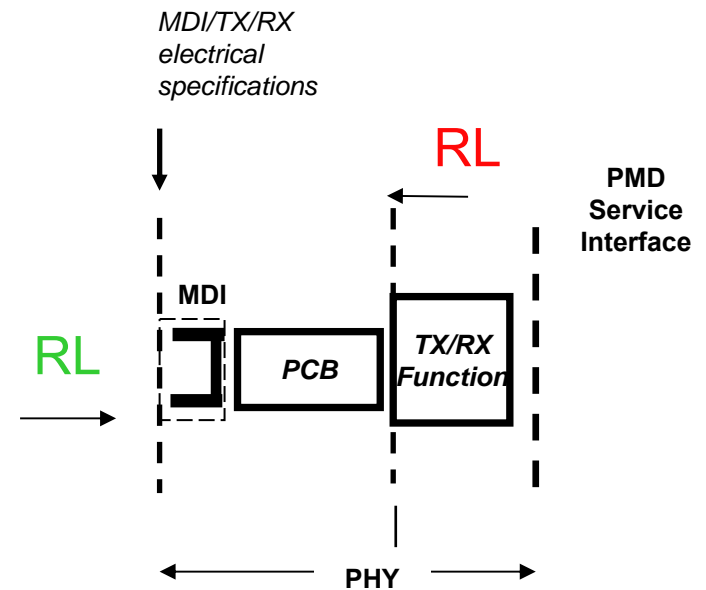 MDI/TX/RX
electrical
specifications
RL
PMD
Service
Interface
MDI
RL
PCB
TX/RX
Function
PHY